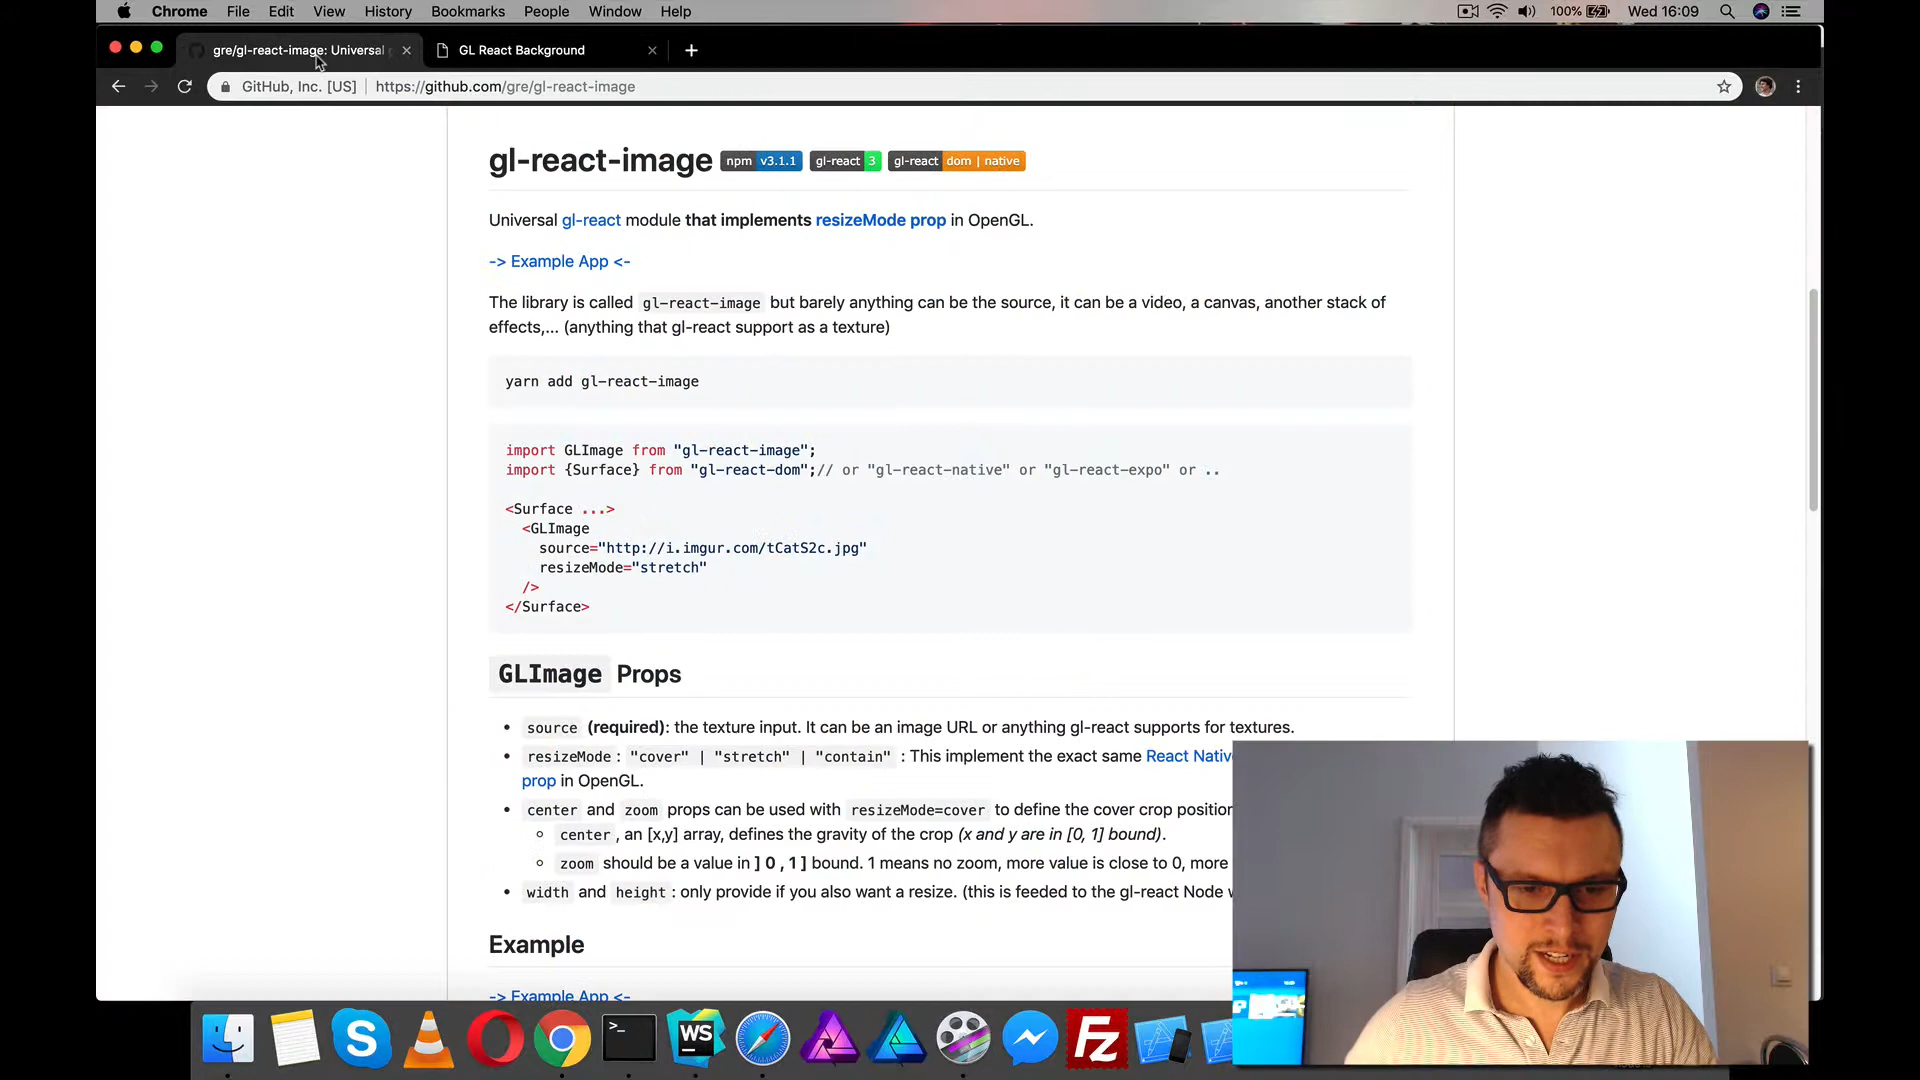 Chrome File Edit View History Bookmarks People Window Help 100% Wed 16:09
gre/gl-react-image: Universal GL React Background
GitHub, Inc. [US] https://github.com/gre/gl-react-image
gl-react-image npm v3.1.1 gl-react 3 gl-react dom | native
Universal gl-react module that implements resizeMode prop in OpenGL.
-> Example App <-
The library is called gl-react-image but barely anything can be the source, it can be a video, a canvas, another stack of
effects,... (anything that gl-react support as a texture)
yarn add gl-react-image
import GLImage from "gl-react-image";
import {Surface} from "gl-react-dom";// or "gl-react-native" or "gl-react-expo" or ..
<Surface ...>
<GLImage
source="http://i.imgur.com/tCatS2c.jpg"
resizeMode="stretch"
/>
</Surface>
GLImage Props
source (required): the texture input. It can be an image URL or anything gl-react supports for textures.
resizeMode : "cover" | "stretch" | "contain" : This implement the exact same React Nativ
prop in OpenGL.
center and zoom props can be used with resizeMode=cover to define the cover crop position
center , an [x,y] array, defines the gravity of the crop (x and y are in [0, 1] bound).
zoom should be a value in ] 0 , 1 ] bound. 1 means no zoom, more value is close to 0, more
width and height : only provide if you also want a resize. (this is feeded to the gl-react Node
Example
-> Example App <-
>_ WS Fz